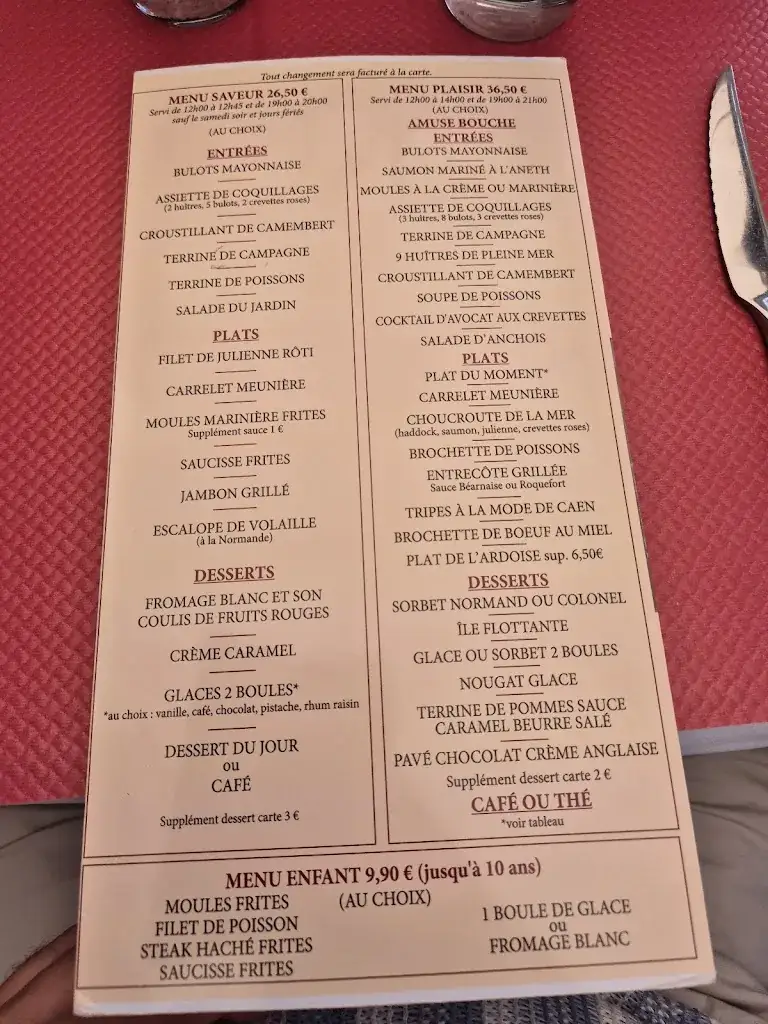 Tout changement sera facturé à la carte.
MENU SAVEUR 26,50 €
Servi de 12h00 à 12h45 et de 19h00 à 20h00
sauf le samedi soir et jours fériés
(AU CHOIX)
ENTRÉES
BULOTS MAYONNAISE
ASSIETTE DE COQUILLAGES
(2 huîtres, 5 bulots, 2 crevettes roses)
CROUSTILLANT DE CAMEMBERT
TERRINE DE CAMPAGNE
TERRINE DE POISSONS
SALADE DU JARDIN
PLATS
FILET DE JULIENNE RÔTI
CARRELET MEUNIÈRE
MOULES MARINIÈRE FRITES
Supplément sauce 1 €
SAUCISSE FRITES
JAMBON GRILLÉ
ESCALOPE DE VOLAILLE
(à la Normande)
DESSERTS
FROMAGE BLANC ET SON
COULIS DE FRUITS ROUGES
CRÈME CARAMEL
GLACES 2 BOULES*
*au choix : vanille, café, chocolat, pistache, rhum raisin
DESSERT DU JOUR
ou
CAFÉ
Supplément dessert carte 3 €
MENU PLAISIR 36,50 €
Servi de 12h00 à 14h00 et de 19h00 à 21h00
(AU CHOIX)
AMUSE BOUCHE
ENTRÉES
BULOTS MAYONNAISE
SAUMON MARINÉ À L'ANETH
MOULES À LA CRÈME OU MARINIÈRE
ASSIETTE DE COQUILLAGES
(3 huîtres, 8 bulots, 3 crevettes roses)
TERRINE DE CAMPAGNE
9 HUÎTRES DE PLEINE MER
CROUSTILLANT DE CAMEMBERT
SOUPE DE POISSONS
COCKTAIL D'AVOCAT AUX CREVETTES
SALADE D'ANCHOIS
PLATS
PLAT DU MOMENT*
CARRELET MEUNIÈRE
CHOUCROUTE DE LA MER
(haddock, saumon, julienne, crevettes roses)
BROCHETTE DE POISSONS
ENTRECÔTE GRILLÉE
Sauce Béarnaise ou Roquefort
TRIPES À LA MODE DE CAEN
BROCHETTE DE BOEUF AU MIEL
PLAT DE L'ARDOISE sup. 6,50€
DESSERTS
SORBET NORMAND OU COLONEL
ÎLE FLOTTANTE
GLACE OU SORBET 2 BOULES
NOUGAT GLACE
TERRINE DE POMMES SAUCE
CARAMEL BEURRE SALÉ
PAVÉ CHOCOLAT CRÈME ANGLAISE
Supplément dessert carte 2 €
CAFÉ OU THÉ
*voir tableau
MENU ENFANT 9,90 € (jusqu'à 10 ans)
(AU CHOIX)
MOULES FRITES
FILET DE POISSON
STEAK HACHÉ FRITES
SAUCISSE FRITES
1 BOULE DE GLACE
ou
FROMAGE BLANC